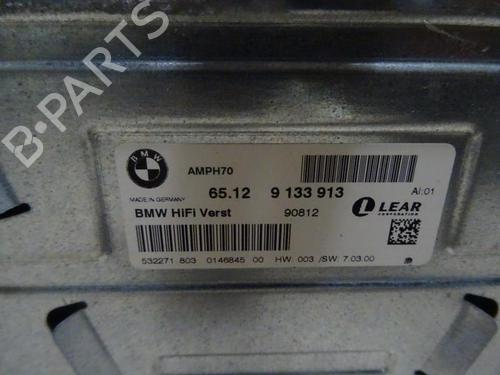 B-PARTS
BMW
AMPH70
65.12 9 133 913 AI:01
MADE IN GERMANY
BMW HiFi Verst 90812 LEAR
CORPORATION
532271 803 0146845 00 HW: 003 /SW: 7.03.00